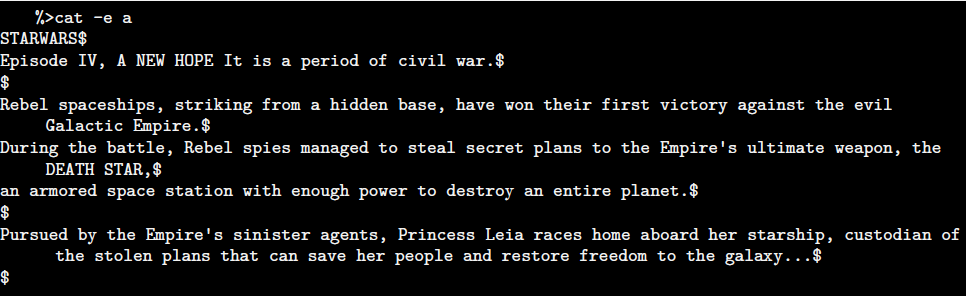 %>cat -e a
STARWARS$
Episode IV, A NEW HOPE It is a period of civil war.$
$
Rebel spaceships, striking from a hidden base, have won their first victory against the evil
Galactic Empire.$
During the battle, Rebel spies managed to steal secret plans to the Empire's ultimate weapon, the
DEATH STAR,$
an armored space station with enough power to destroy an entire planet.$
$
Pursued by the Empire's sinister agents, Princess Leia races home aboard her starship, custodian of
the stolen plans that can save her people and restore freedom to the galaxy...$
$